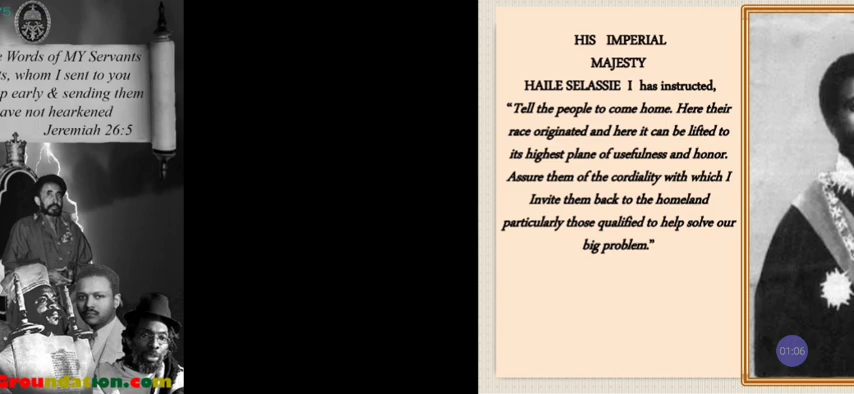 Words of MY Servants
whom I sent to you
early & sending them
have not hearkened
Jeremiah 26:5
Groundation.com
HIS IMPERIAL
MAJESTY
HAILE SELASSIE I has instructed,
“Tell the people to come home. Here their
race originated and here it can be lifted to
its highest plane of usefulness and honor.
Assure them of the cordiality with which I
Invite them back to the homeland
particularly those qualified to help solve our
big problem.”
01:06